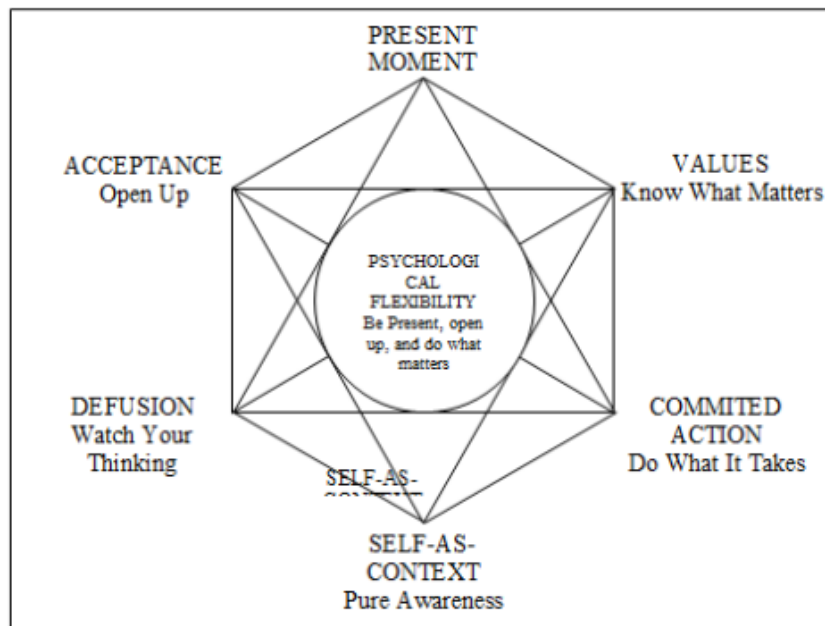 PRESENT
MOMENT
ACCEPTANCE
Open Up
VALUES
Know What Matters
PSYCHOLOGI
CAL
FLEXIBILITY
Be Present, open
up, and do what
matters
DEFUSION
Watch Your
Thinking
COMMITED
ACTION
Do What It Takes
SELF-AS-
CONTEXT
SELF-AS-
CONTEXT
Pure Awareness